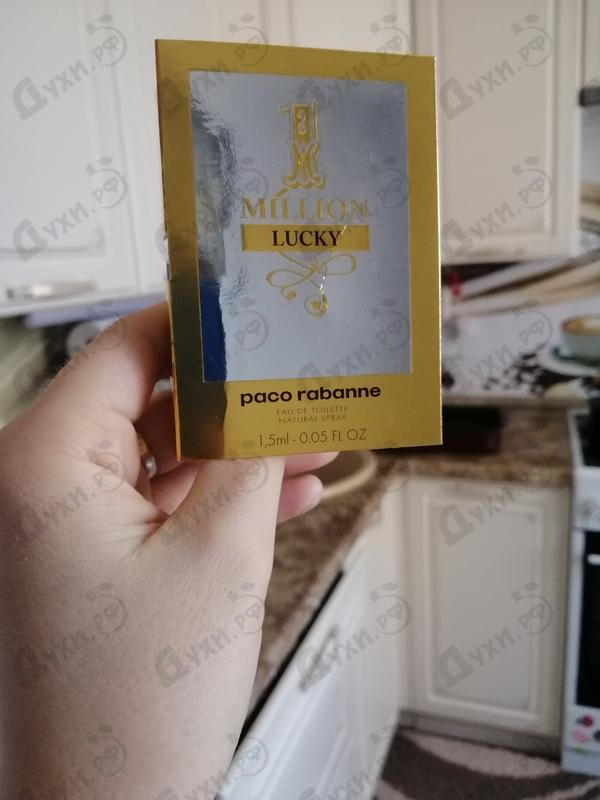 1
MILLION
LUCKY
paco rabanne
EAU DE TOILETTE
NATURAL SPRAY
1,5ml - 0.05 FL OZ
Духи.РФ